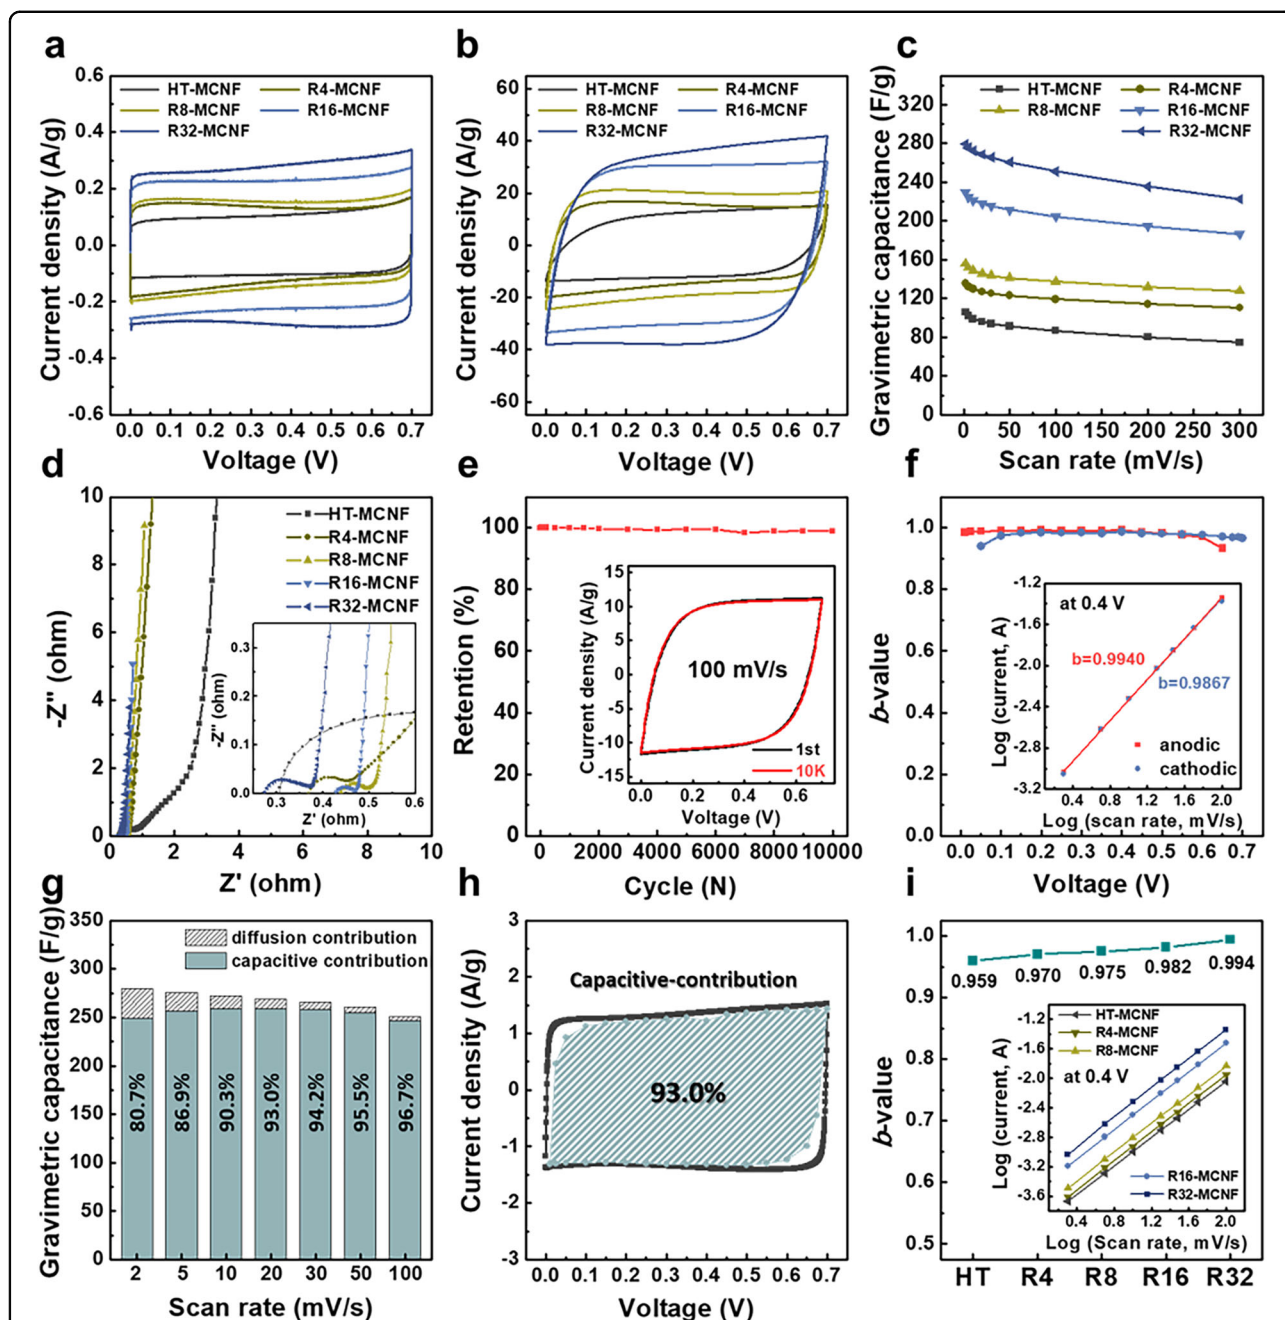 a
0.6
0.4
0.2
0.0
-0.2
-0.4
-0.6
Current density (A/g)
HT-MCNF R4-MCNF
R8-MCNF R16-MCNF
R32-MCNF
0.0 0.1 0.2 0.3 0.4 0.5 0.6 0.7
Voltage (V)
b
60
40
20
0
-20
-40
-60
Current density (A/g)
HT-MCNF R4-MCNF
R8-MCNF R16-MCNF
R32-MCNF
0.0 0.1 0.2 0.3 0.4 0.5 0.6 0.7
Voltage (V)
c
360
320
280
240
200
160
120
80
40
0
Gravimetric capacitance (F/g)
HT-MCNF R4-MCNF
R8-MCNF R16-MCNF
R32-MCNF
0 50 100 150 200 250 300
Scan rate (mV/s)
d
10
8
6
4
2
0
-Z" (ohm)
HT-MCNF
R4-MCNF
R8-MCNF
R16-MCNF
R32-MCNF
0.3
0.2
0.1
0.0
-Z" (ohm)
0.3 0.4 0.5 0.6
Z' (ohm)
0 2 4 6 8 10
Z' (ohm)
e
100
80
60
40
20
0
Retention (%)
15
10
5
0
-5
-10
-15
Current density (A/g)
100 mV/s
1st
10K
0.0 0.2 0.4 0.6
Voltage (V)
0 2000 4000 6000 8000 10000
Cycle (N)
f
1.0
0.8
0.6
0.4
0.2
0.0
b-value
-1.2
-1.6
-2.0
-2.4
-2.8
-3.2
Log (current, A)
at 0.4 V
b=0.9940
b=0.9867
anodic
cathodic
0.4 0.8 1.2 1.6 2.0
Log (scan rate, mV/s)
0.0 0.1 0.2 0.3 0.4 0.5 0.6 0.7
Voltage (V)
g
350
300
250
200
150
100
50
0
Gravimetric capacitance (F/g)
diffusion contribution
capacitive contribution
80.7%
86.9%
90.3%
93.0%
94.2%
95.5%
96.7%
2 5 10 20 30 50 100
Scan rate (mV/s)
h
3
2
1
0
-1
-2
-3
Current density (A/g)
Capacitive-contribution
93.0%
0.0 0.1 0.2 0.3 0.4 0.5 0.6 0.7
Voltage (V)
i
1.0
0.9
0.8
0.7
0.6
0.5
b-value
0.959 0.970 0.975 0.982 0.994
HT-MCNF
R4-MCNF
R8-MCNF
at 0.4 V
R16-MCNF
R32-MCNF
-1.2
-1.6
-2.0
-2.4
-2.8
-3.2
-3.6
Log (current, A)
0.4 0.8 1.2 1.6 2.0
Log (Scan rate, mV/s)
HT R4 R8 R16 R32